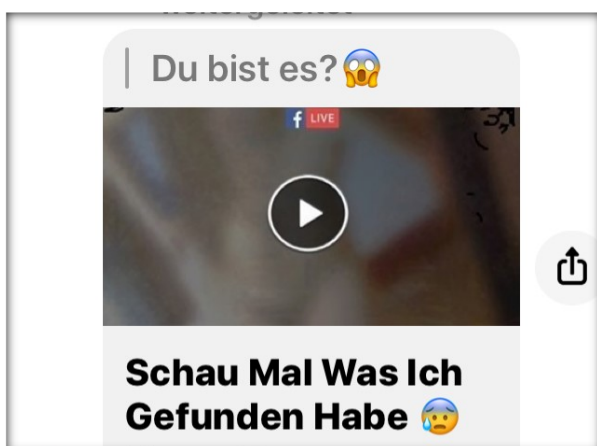 Du bist es?😱
f LIVE
Schau Mal Was Ich
Gefunden Habe 😰